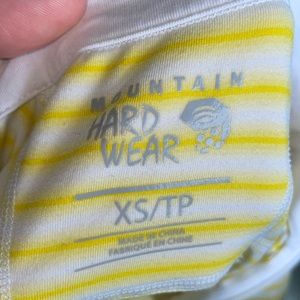 MOUNTAIN
HARD
WEAR
XS/TP
MADE IN CHINA
FABRIQUÉ EN CHINE